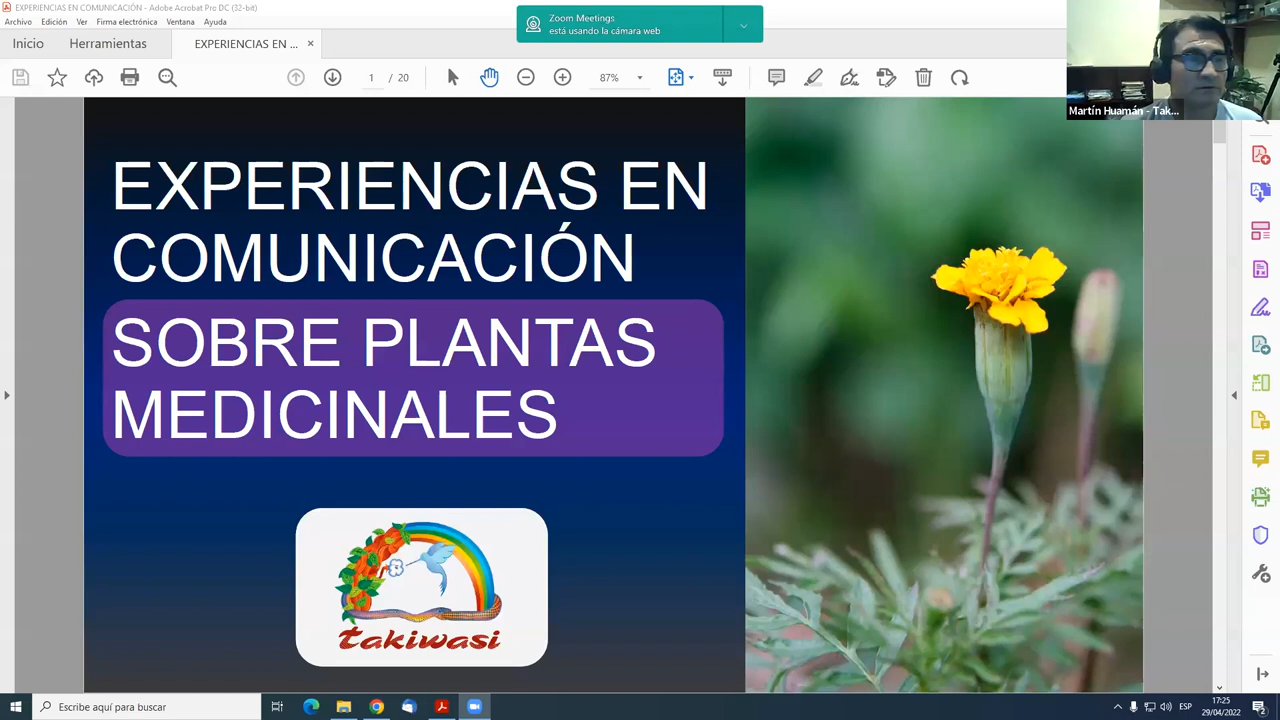 EXPERIENCIAS EN COMUNICACIÓN - Adobe Acrobat Pro DC (32-bit)
Archivo Edición Ver Firma electrónica Ventana Ayuda
Zoom Meetings
está usando la cámara web
Inicio Herramientas EXPERIENCIAS EN ... ×
1 / 20 87%
Martín Huamán - Tak...
EXPERIENCIAS EN
COMUNICACIÓN
SOBRE PLANTAS
MEDICINALES
takiwasi
Escribe aquí para buscar
ESP
17:25
29/04/2022
2